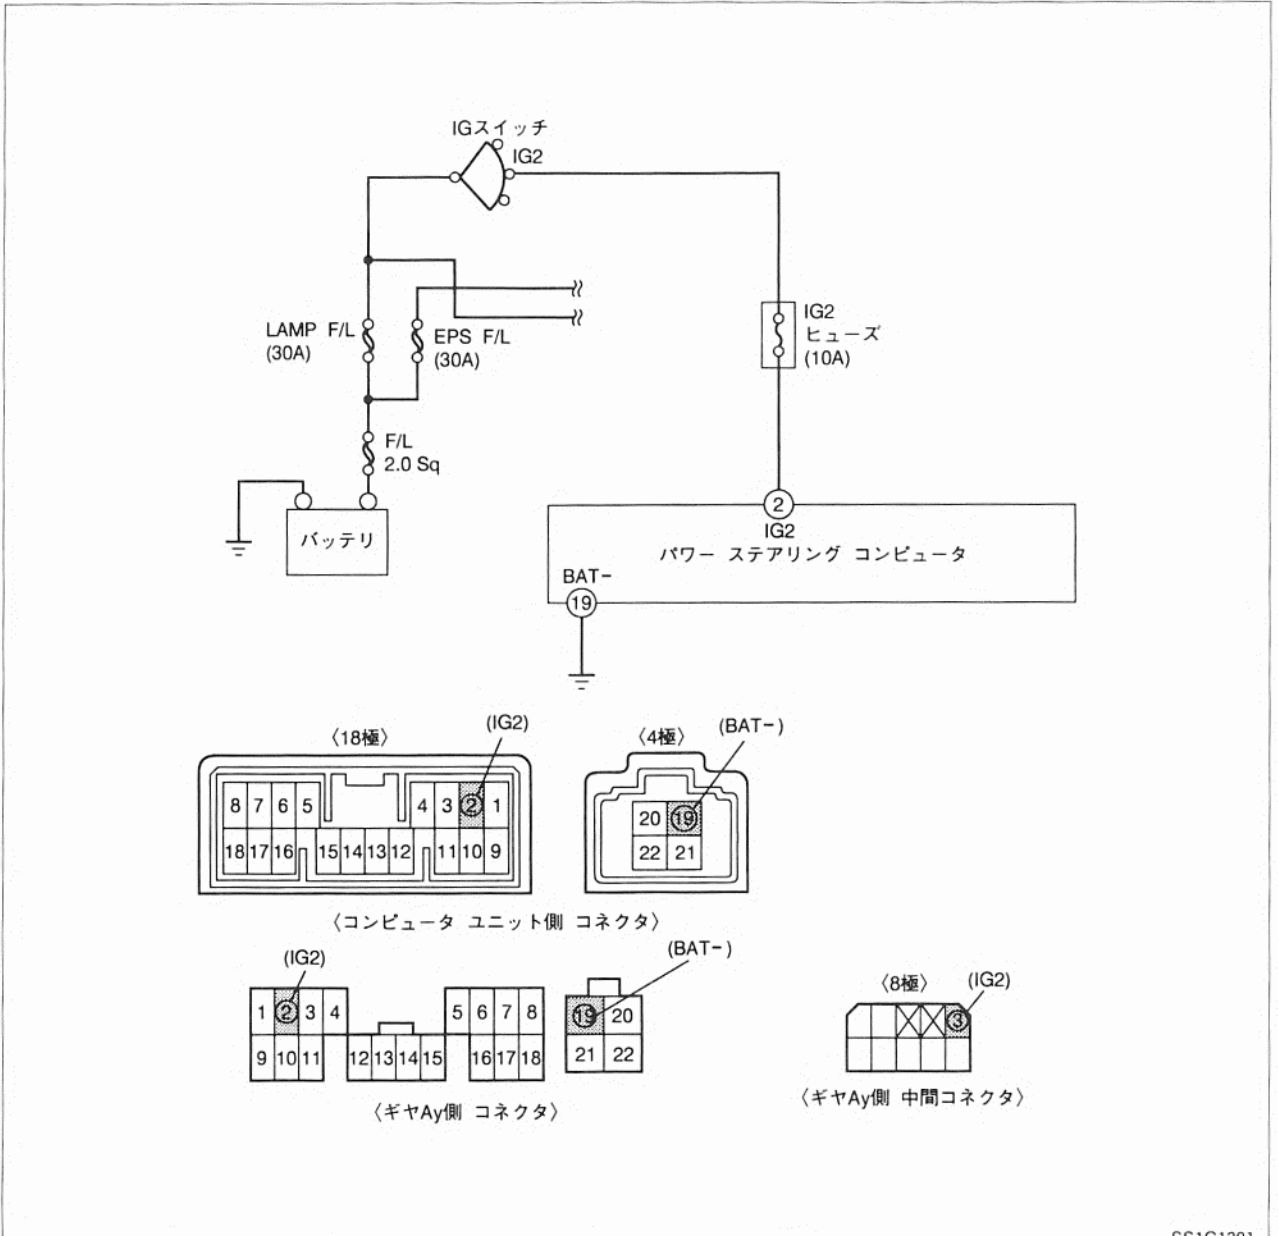 IGスイッチ
IG2
LAMP F/L
(30A)
EPS F/L
(30A)
IG2
ヒューズ
(10A)
F/L
2.0 Sq
バッテリ
2
IG2
パワー ステアリング コンピュータ
BAT−
19
〈18極〉
(IG2)
〈4極〉
(BAT−)
8 7 6 5 4 3 2 1
18 17 16 15 14 13 12 11 10 9
20 19
22 21
〈コンピュータ ユニット側 コネクタ〉
(IG2)
(BAT−)
1 2 3 4 5 6 7 8
9 10 11 12 13 14 15 16 17 18
19 20
21 22
〈ギヤAy側 コネクタ〉
〈8極〉
(IG2)
3
〈ギヤAy側 中間コネクタ〉